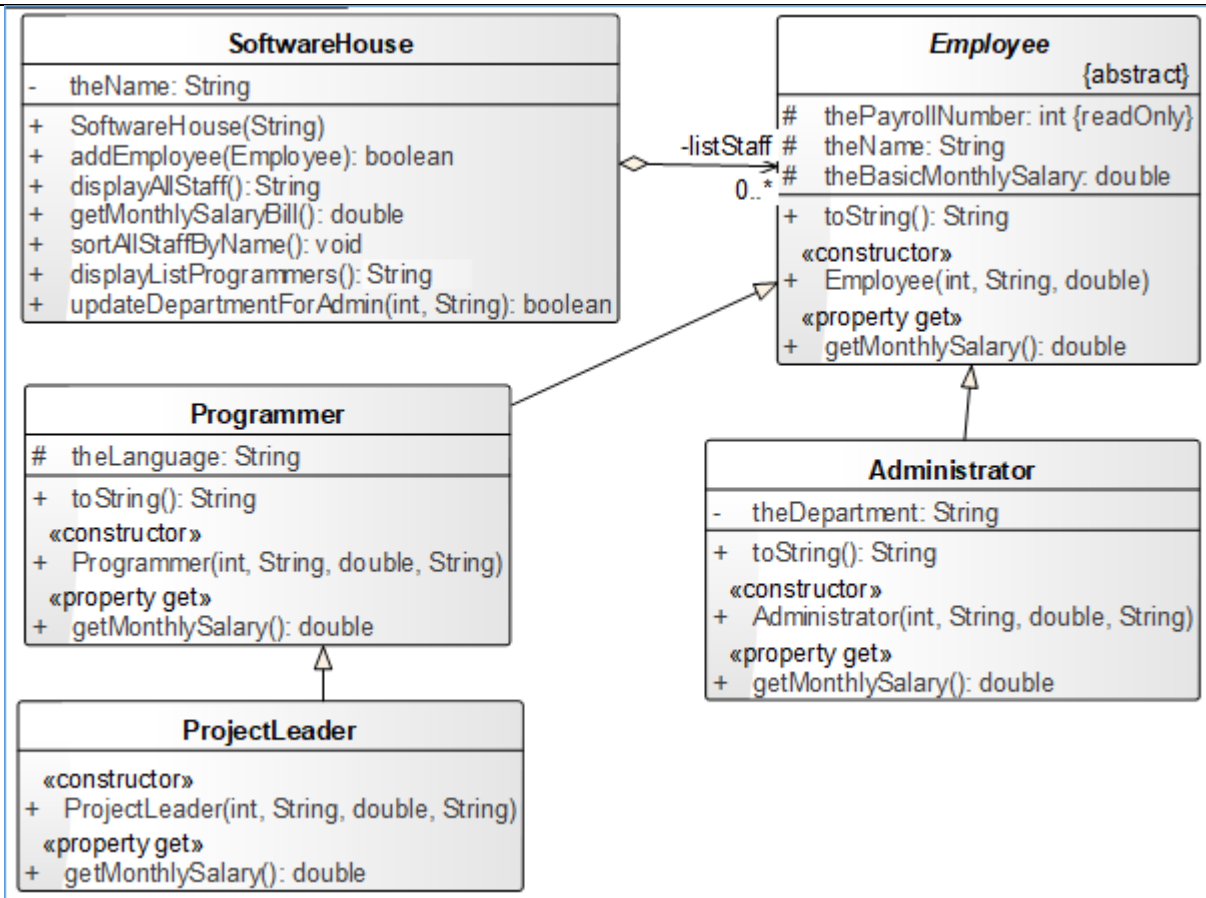 SoftwareHouse
- theName: String
+ SoftwareHouse(String)
+ addEmployee(Employee): boolean
+ displayAllStaff(): String
+ getMonthlySalaryBill(): double
+ sortAllStaffByName(): void
+ displayListProgrammers(): String
+ updateDepartmentForAdmin(int, String): boolean
-listStaff
0..*
Employee
{abstract}
# thePayrollNumber: int {readOnly}
# theName: String
# theBasicMonthlySalary: double
+ toString(): String
«constructor»
+ Employee(int, String, double)
«property get»
+ getMonthlySalary(): double
Programmer
# theLanguage: String
+ toString(): String
«constructor»
+ Programmer(int, String, double, String)
«property get»
+ getMonthlySalary(): double
Administrator
- theDepartment: String
+ toString(): String
«constructor»
+ Administrator(int, String, double, String)
«property get»
+ getMonthlySalary(): double
ProjectLeader
«constructor»
+ ProjectLeader(int, String, double, String)
«property get»
+ getMonthlySalary(): double